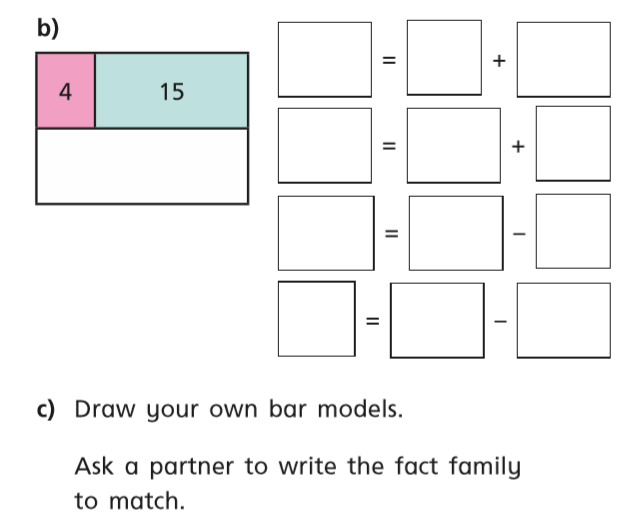 b)
4 15
= +
= +
= −
= −
c) Draw your own bar models.
Ask a partner to write the fact family
to match.